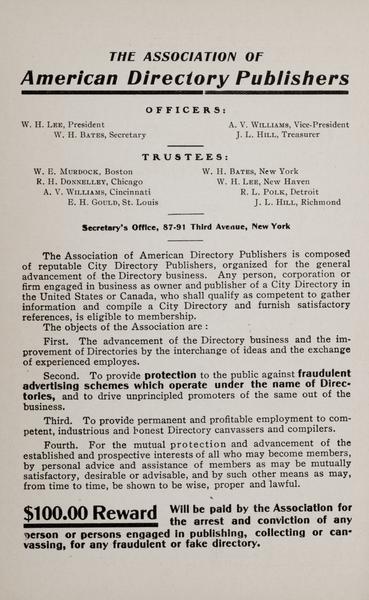 THE ASSOCIATION OF
American Directory Publishers
OFFICERS:
W. H. LEE, President A. V. WILLIAMS, Vice-President
W. H. BATES, Secretary J. L. HILL, Treasurer
TRUSTEES:
W. E. MURDOCK, Boston W. H. BATES, New York
R. H. DONNELLEY, Chicago W. H. LEE, New Haven
A. V. WILLIAMS, Cincinnati R. L. POLK, Detroit
E. H. GOULD, St. Louis J. L. HILL, Richmond
Secretary's Office, 87-91 Third Avenue, New York
The Association of American Directory Publishers is composed
of reputable City Directory Publishers, organized for the general
advancement of the Directory business. Any person, corporation or
firm engaged in business as owner and publisher of a City Directory in
the United States or Canada, who shall qualify as competent to gather
information and compile a City Directory and furnish satisfactory
references, is eligible to membership.
The objects of the Association are :
First. The advancement of the Directory business and the im-
provement of Directories by the interchange of ideas and the exchange
of experienced employes.
Second. To provide protection to the public against fraudulent
advertising schemes which operate under the name of Direc-
tories, and to drive unprincipled promoters of the same out of the
business.
Third. To provide permanent and profitable employment to com-
petent, industrious and honest Directory canvassers and compilers.
Fourth. For the mutual protection and advancement of the
established and prospective interests of all who may become members,
by personal advice and assistance of members as may be mutually
satisfactory, desirable or advisable, and by such other means as may,
from time to time, be shown to be wise, proper and lawful.
$100.00 Reward Will be paid by the Association for
the arrest and conviction of any
person or persons engaged in publishing, collecting or can-
vassing, for any fraudulent or fake directory.